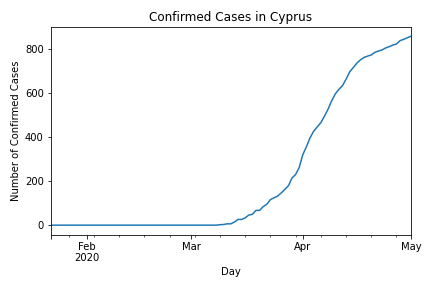 Confirmed Cases in Cyprus
Number of Confirmed Cases
800
600
400
200
0
Feb
2020
Mar
Apr
May
Day